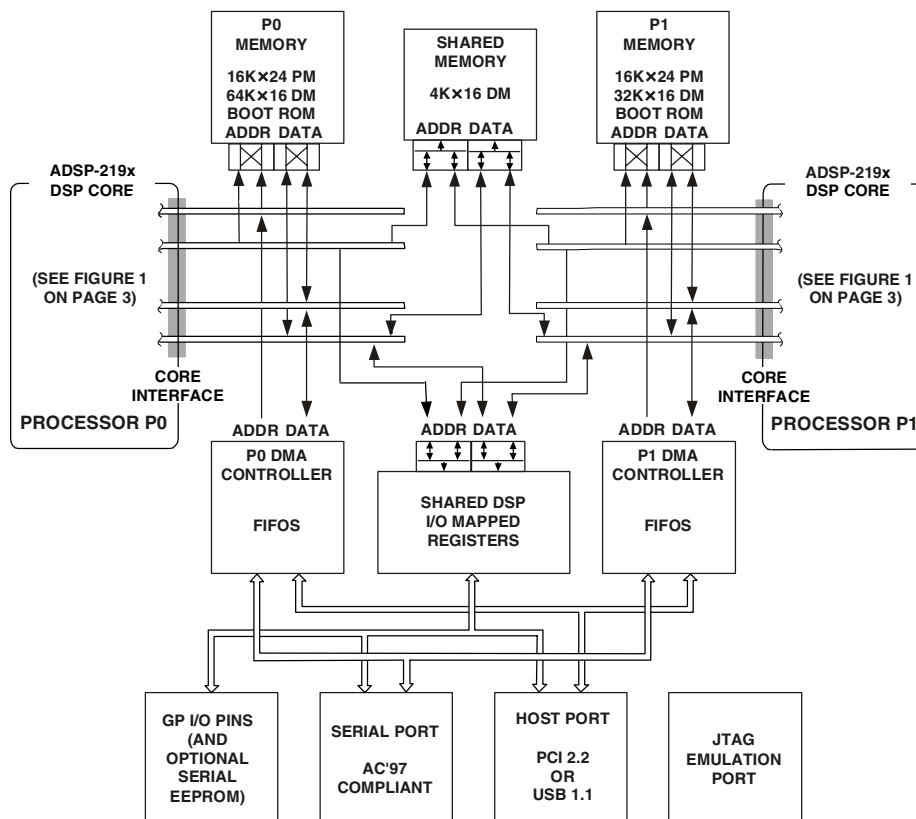 P0
MEMORY
16K×24 PM
64K×16 DM
BOOT ROM
ADDR DATA
SHARED
MEMORY
4K×16 DM
ADDR DATA
P1
MEMORY
16K×24 PM
32K×16 DM
BOOT ROM
ADDR DATA
ADSP-219x
DSP CORE
(SEE FIGURE 1
ON PAGE 3)
CORE
INTERFACE
PROCESSOR P0
ADSP-219x
DSP CORE
(SEE FIGURE 1
ON PAGE 3)
CORE
INTERFACE
PROCESSOR P1
ADDR DATA
P0 DMA
CONTROLLER
FIFOS
ADDR DATA
SHARED DSP
I/O MAPPED
REGISTERS
ADDR DATA
P1 DMA
CONTROLLER
FIFOS
GP I/O PINS
(AND
OPTIONAL
SERIAL
EEPROM)
SERIAL PORT
AC'97
COMPLIANT
HOST PORT
PCI 2.2
OR
USB 1.1
JTAG
EMULATION
PORT